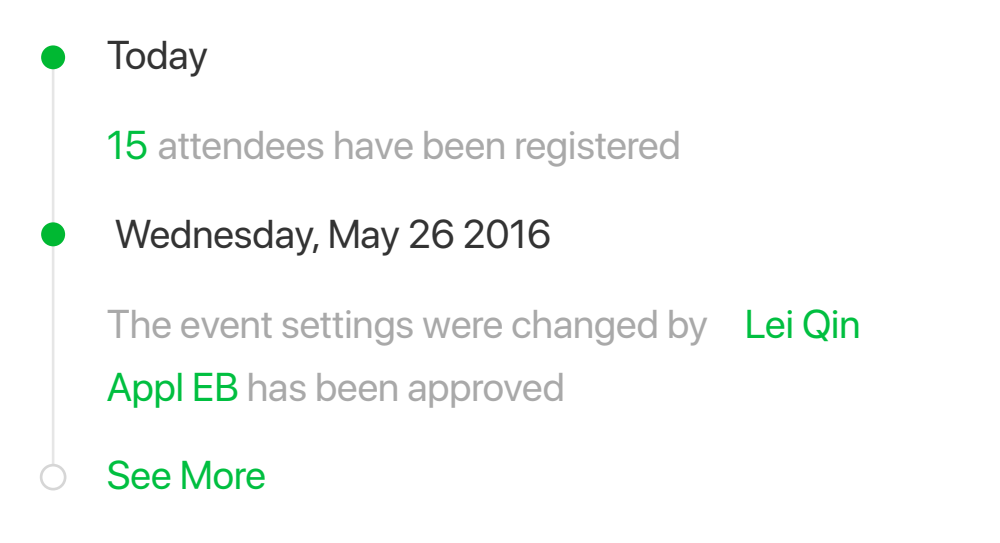 Today
15 attendees have been registered
Wednesday, May 26 2016
The event settings were changed by Lei Qin
Appl EB has been approved
See More